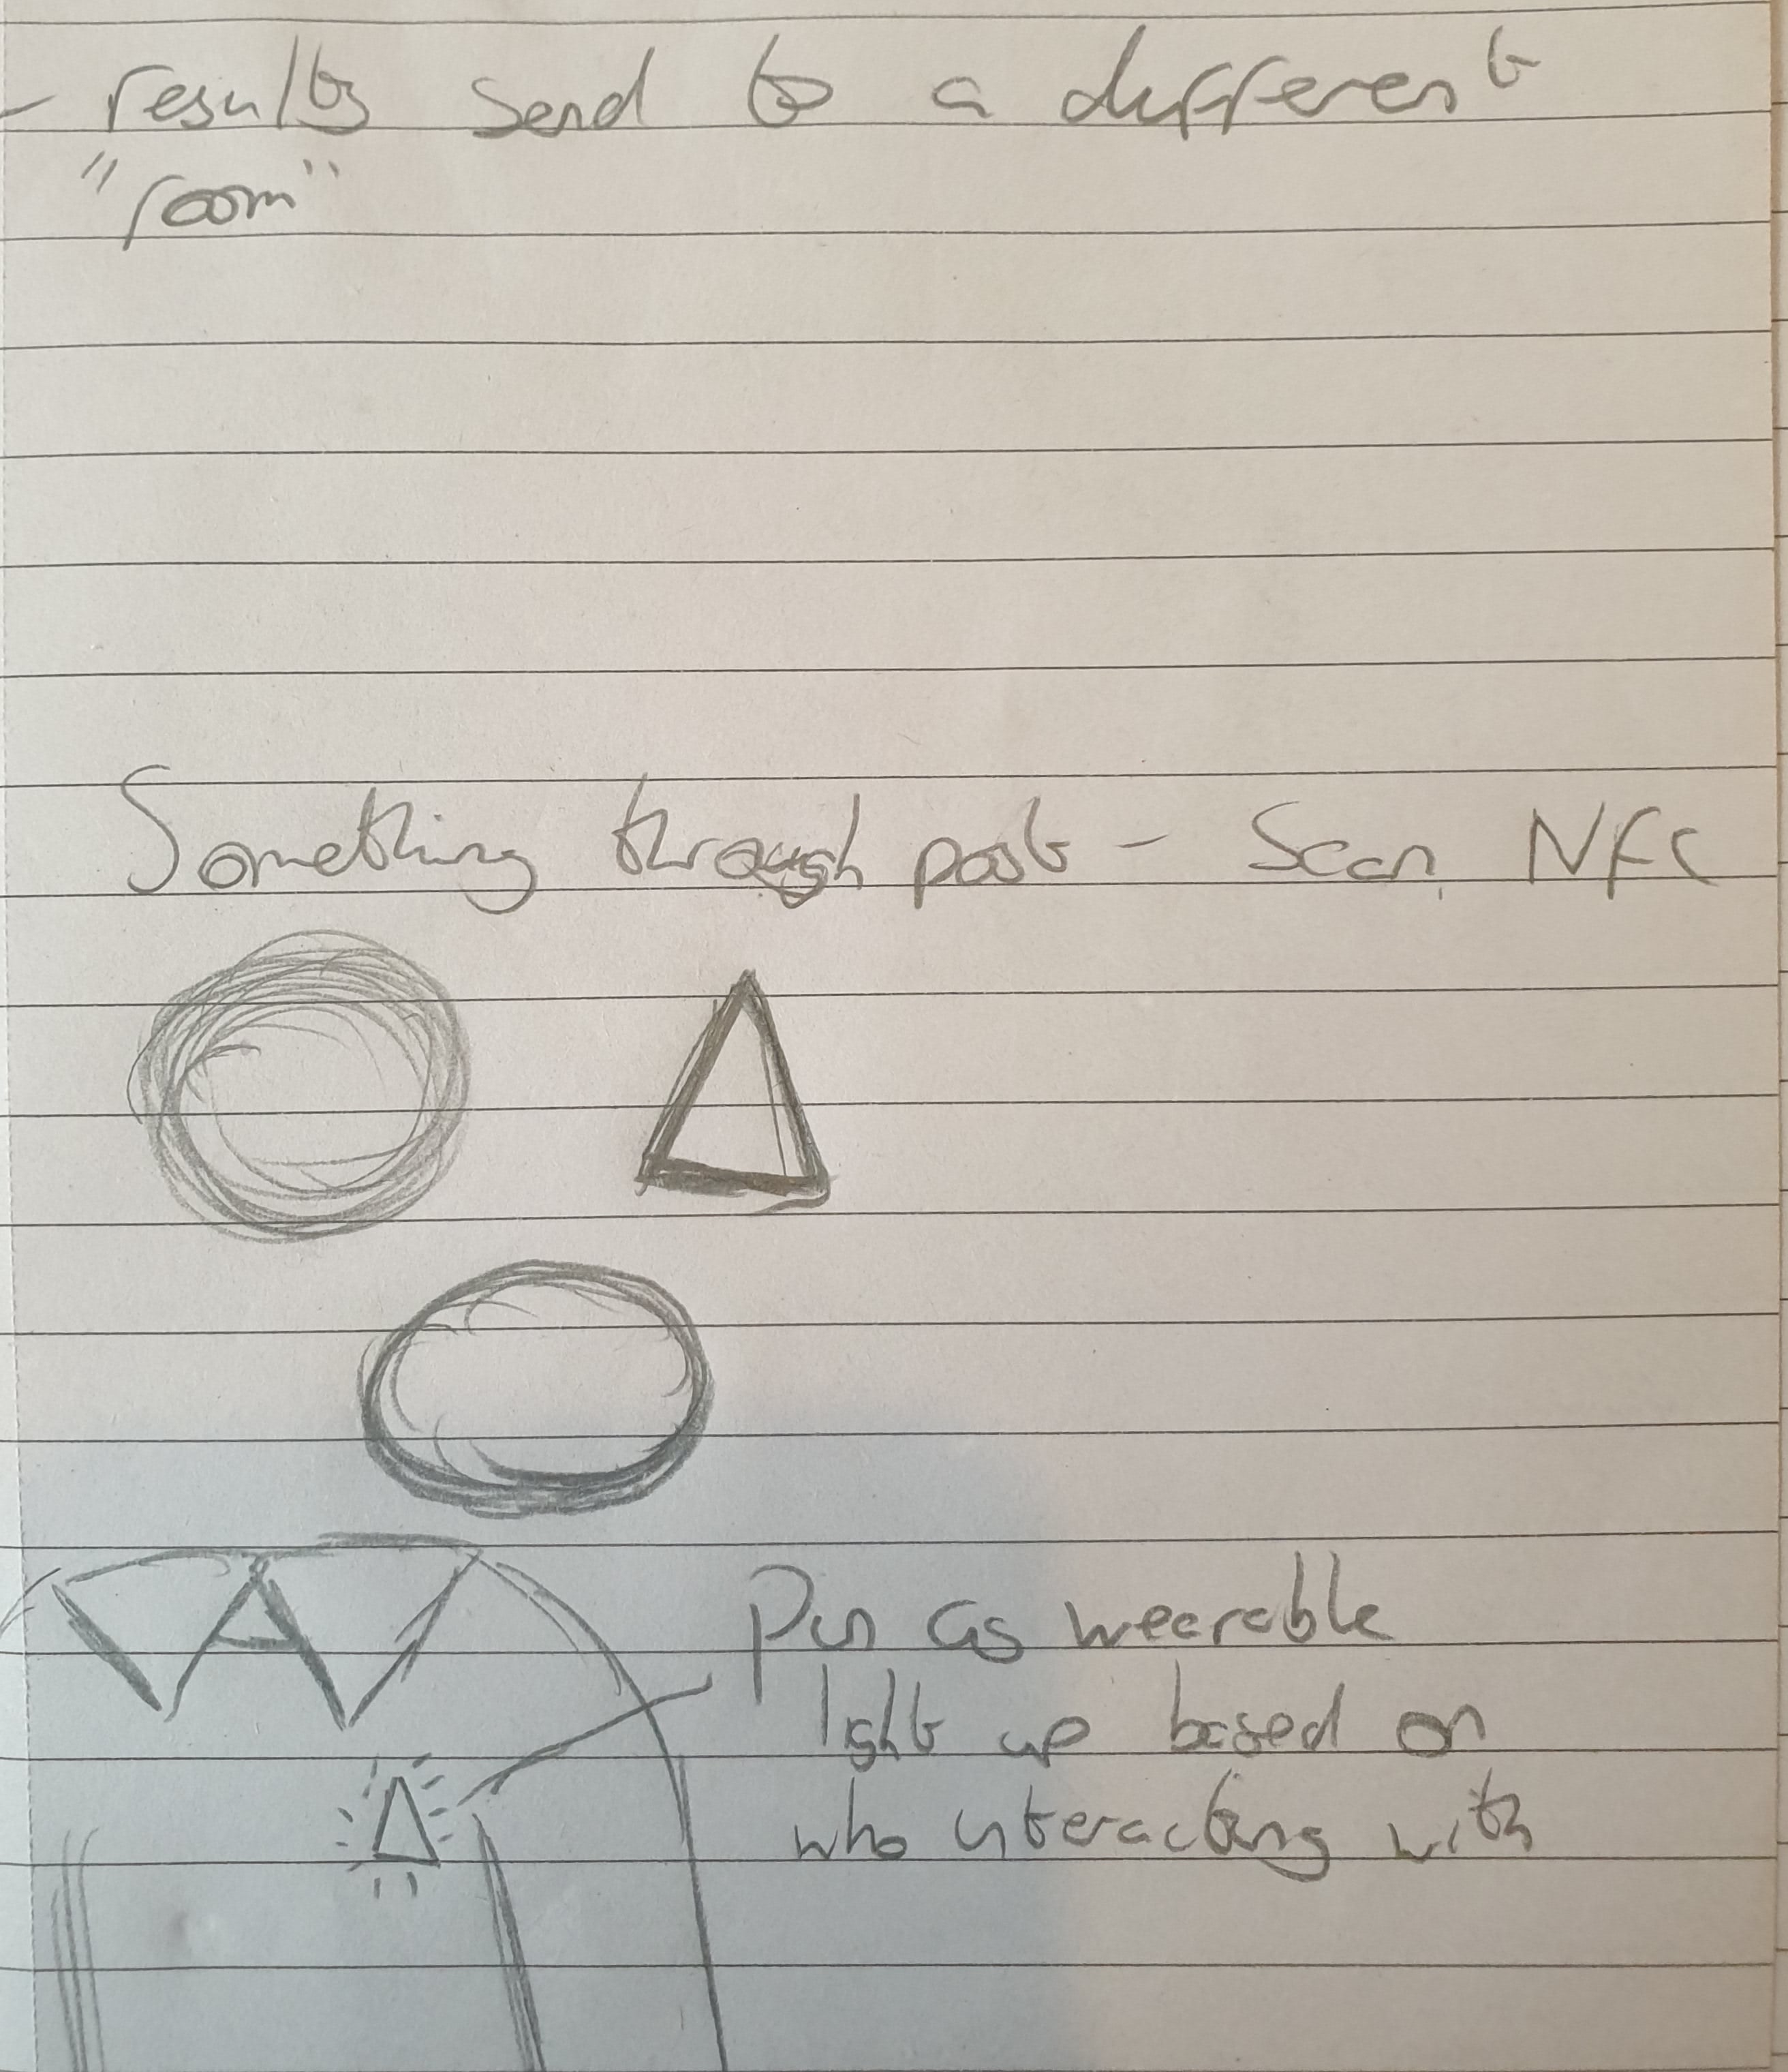 - results send to a different
"room"
Something through post - Scan NFC
Pin as wearable
light up based on
who interacting with